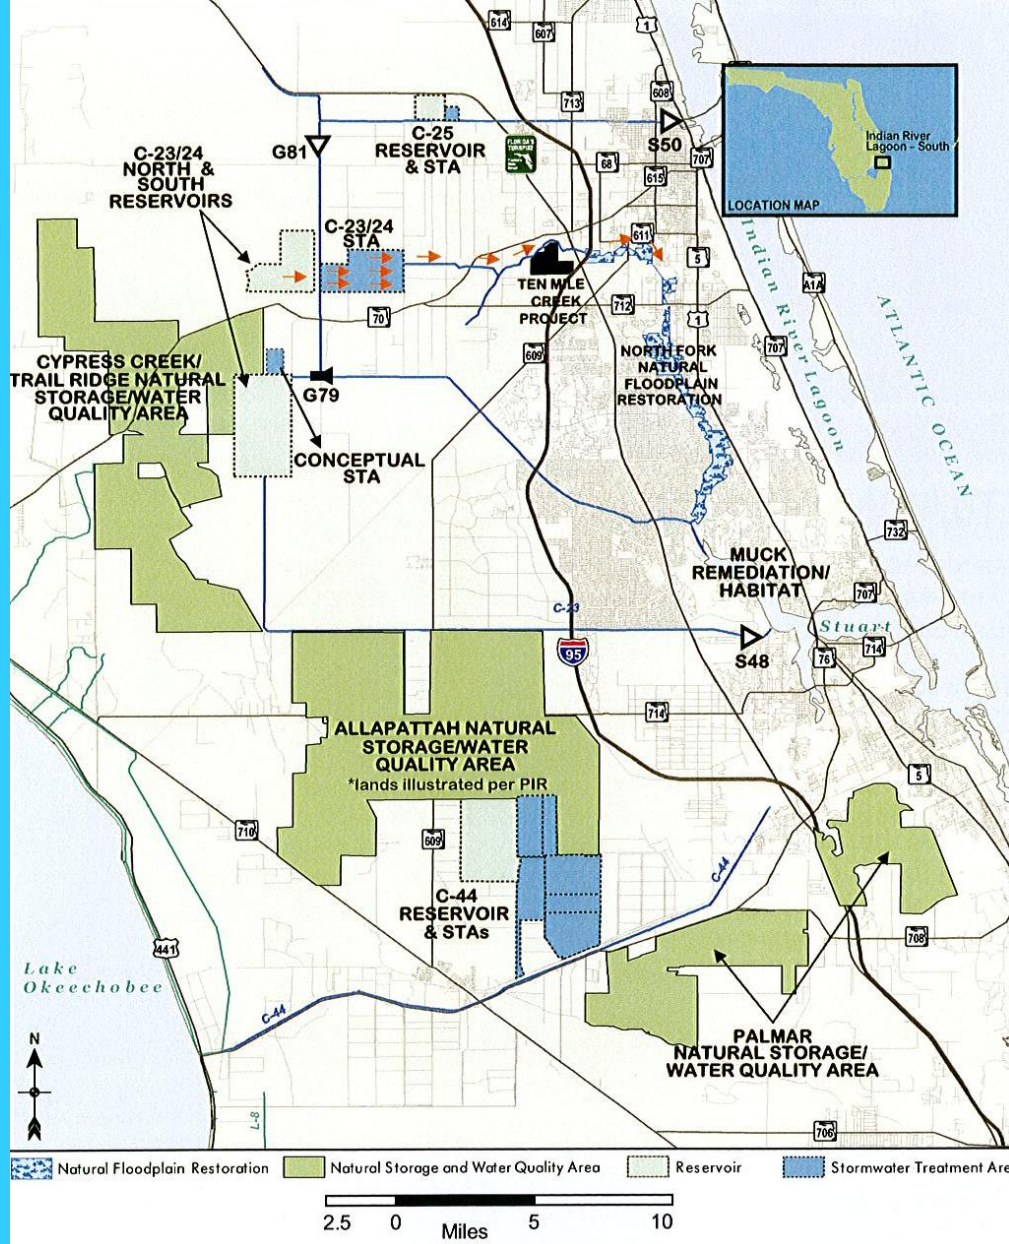 614
607
1
713
608
S50
C-25
RESERVOIR
& STA
G81
FLORIDA'S
TURNPIKE
68
615
707
Indian River
Lagoon - South
LOCATION MAP
C-23/24
NORTH &
SOUTH
RESERVOIRS
C-23/24
STA
611
5
TEN MILE
CREEK
PROJECT
712
70
1
A1A
Indian River Lagoon
ATLANTIC OCEAN
707
609
NORTH FORK
NATURAL
FLOODPLAIN
RESTORATION
CYPRESS CREEK/
TRAIL RIDGE NATURAL
STORAGE/WATER
QUALITY AREA
G79
CONCEPTUAL
STA
732
MUCK
REMEDIATION/
HABITAT
707
C-23
Stuart
95
S48
76
714
714
ALLAPATTAH NATURAL
STORAGE/WATER
QUALITY AREA
*lands illustrated per PIR
5
710
609
C-44
C-44
RESERVOIR
& STAs
441
708
Lake
Okeechobee
C-44
PALMAR
NATURAL STORAGE/
WATER QUALITY AREA
N
L-8
706
Natural Floodplain Restoration
Natural Storage and Water Quality Area
Reservoir
Stormwater Treatment Are
2.5 0 5 10
Miles